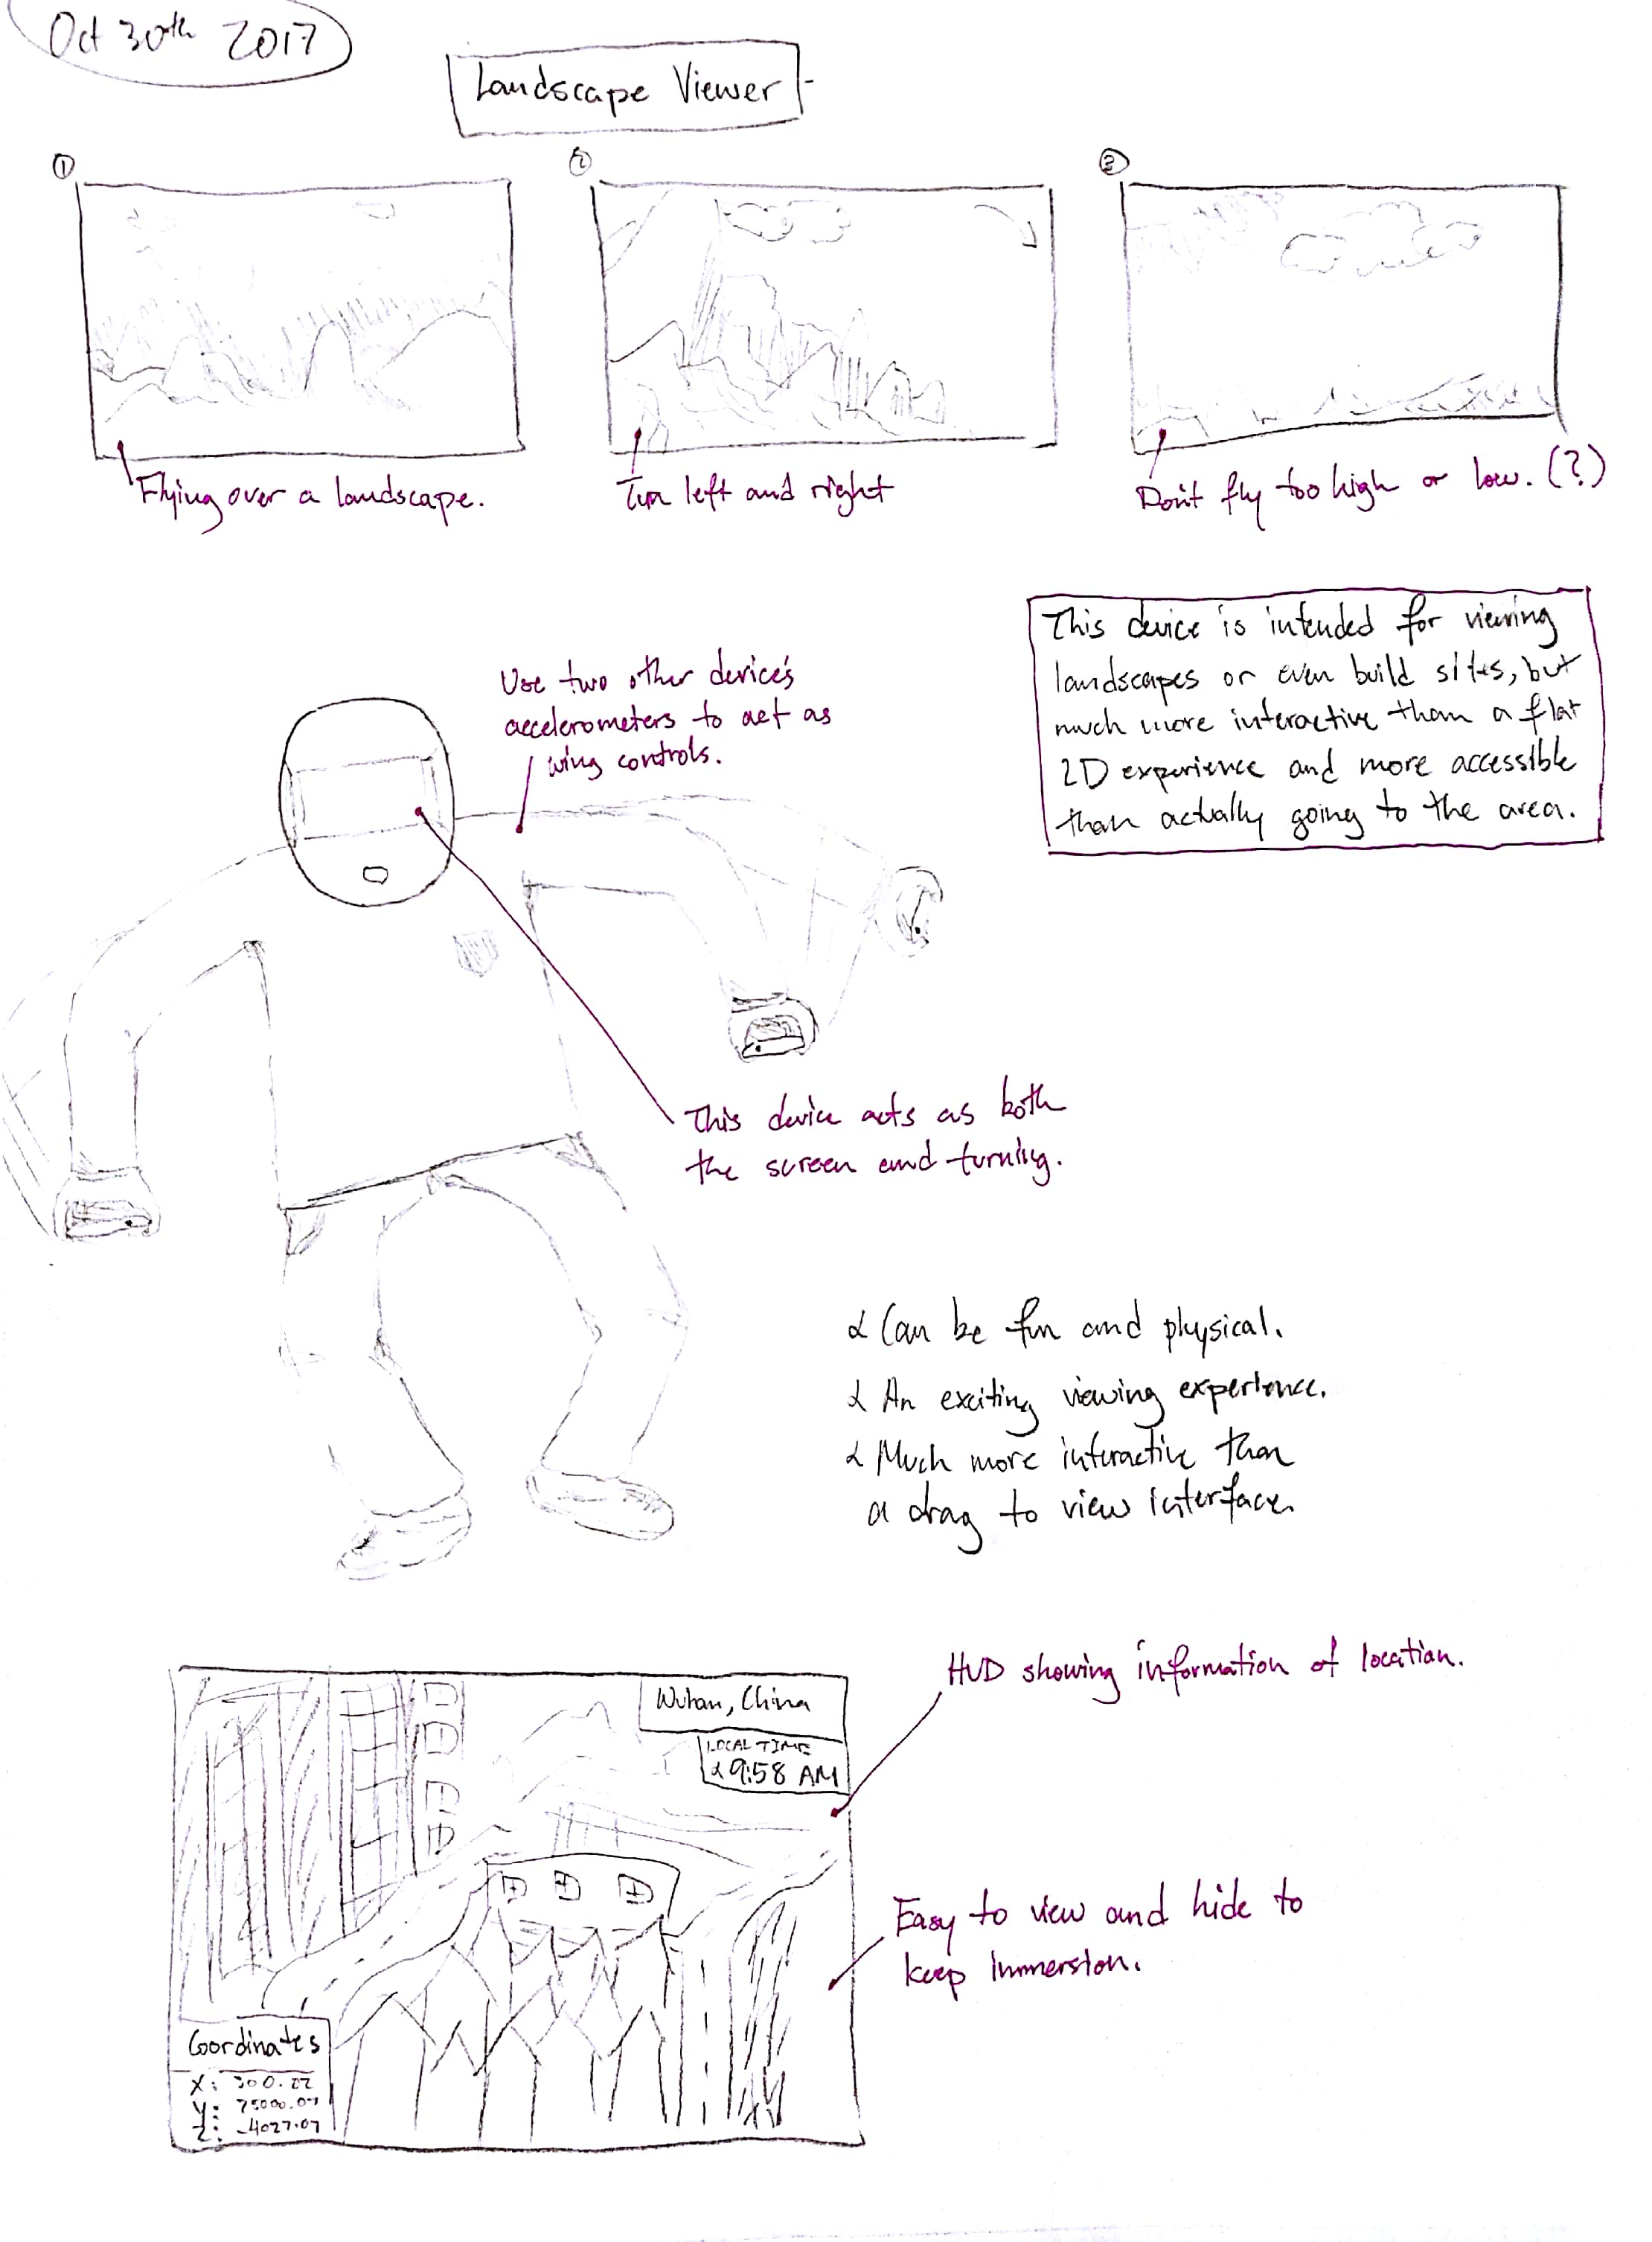 Oct 30th 2017
Landscape Viewer
①
②
Flying over a landscape.
Turn left and right
Don't fly too high or low. (?)
This device is intended for viewing
landscapes or even build sites, but
much more interactive than a flat
2D experience and more accessible
than actually going to the area.
Use two other device's
accelerometers to act as
wing controls.
This device acts as both
the screen and turning.
Can be fun and physical.
An exciting viewing experience.
Much more interactive than
a drag to view interface.
HUD showing information of location.
Wuhan, China
LOCAL TIME
9:58 AM
Easy to view and hide to
keep immersion.
Coordinates
X: 300.22
Y: 75000.07
Z: -4027.07